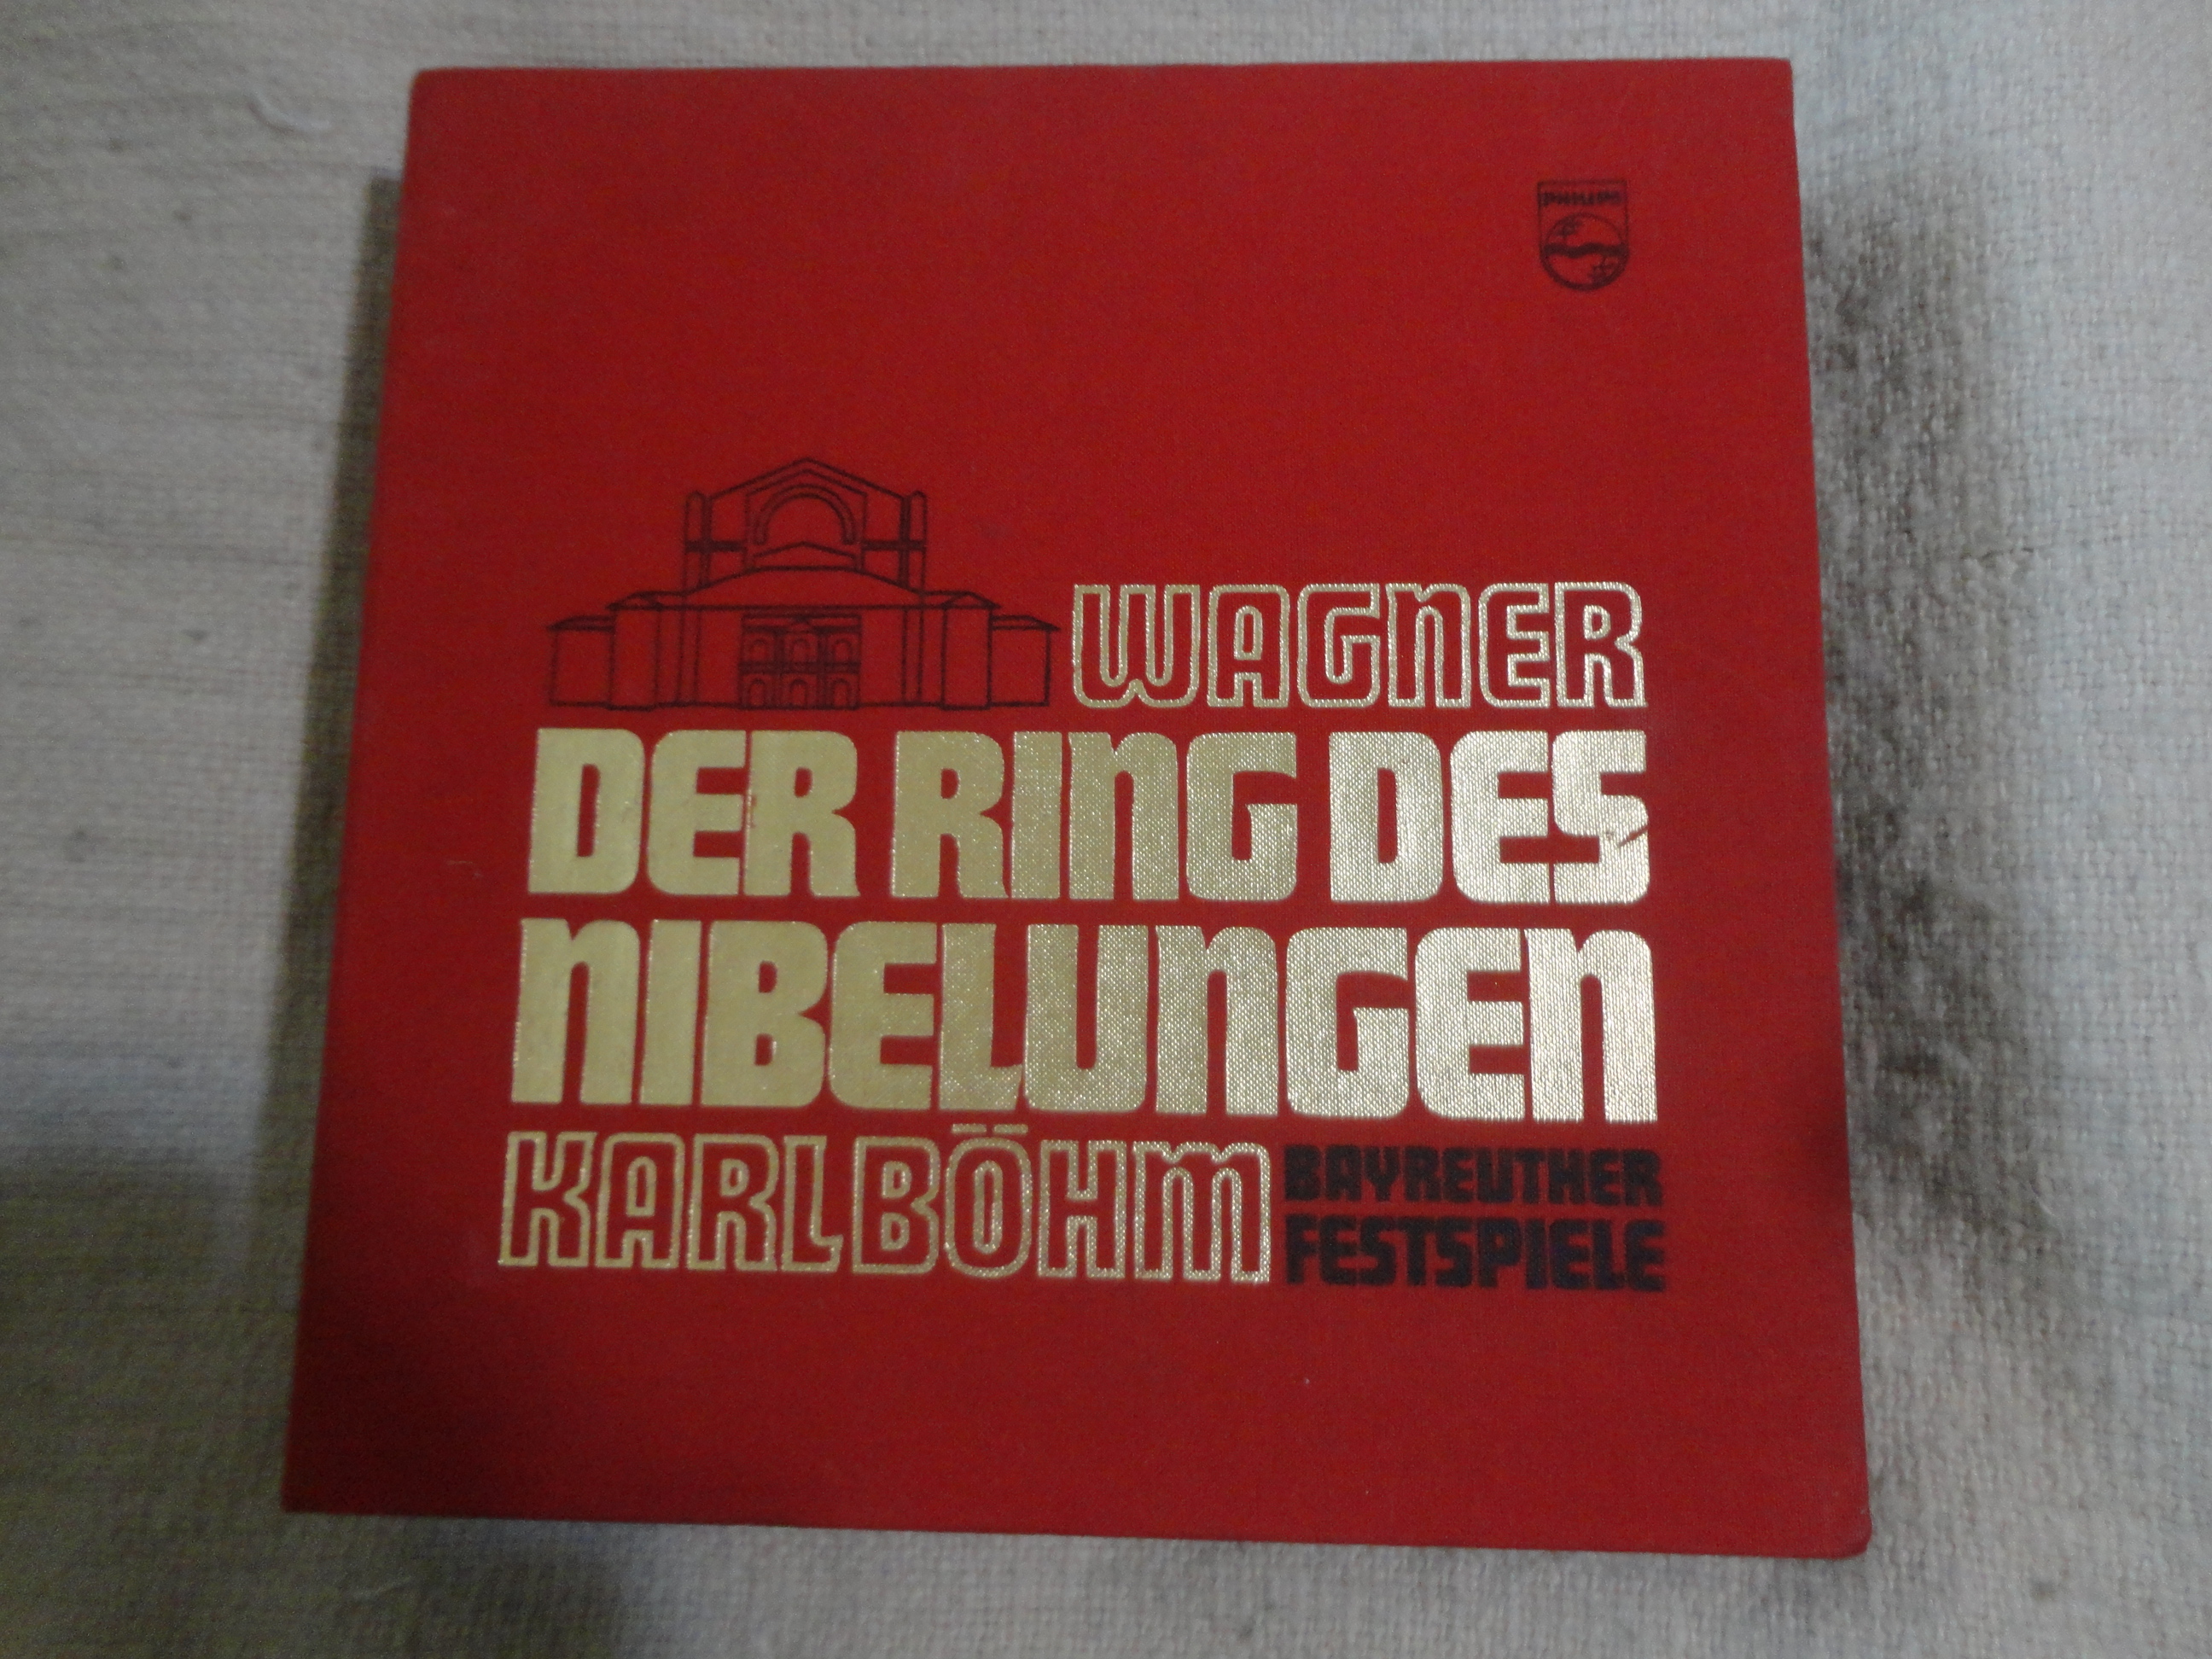 PHILIPS
WAGNER
DER RING DES
NIBELUNGEN
KARL BÖHM BAYREUTHER
FESTSPIELE